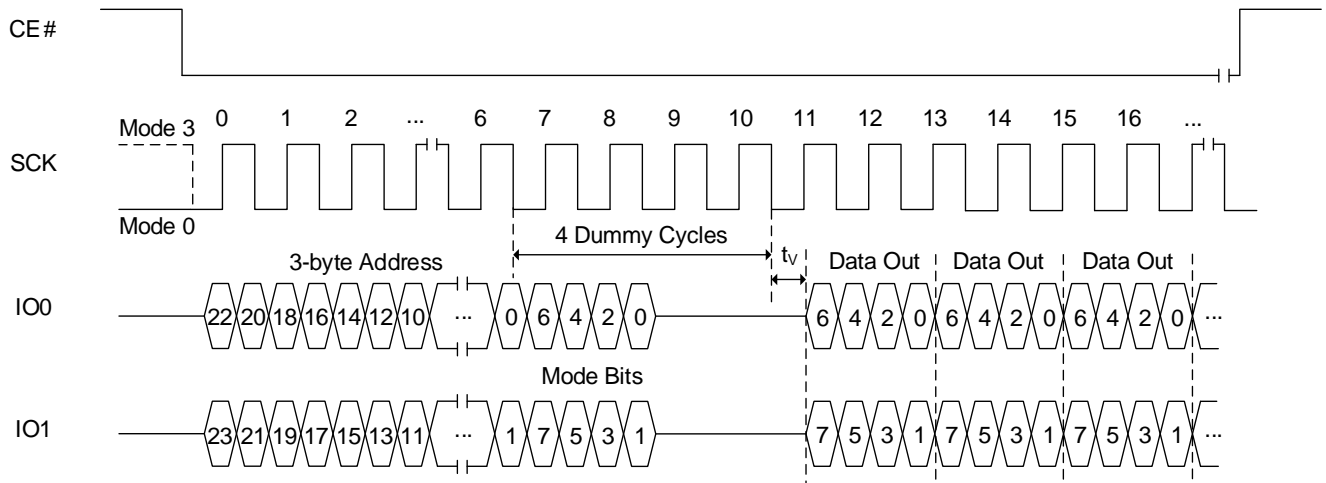 CE#
0 1 2 ... 6 7 8 9 10 11 12 13 14 15 16 ...
Mode 3
SCK
Mode 0
4 Dummy Cycles
3-byte Address
tV
Data Out Data Out Data Out
IO0
22 20 18 16 14 12 10 ... 0 6 4 2 0 6 4 2 0 6 4 2 0 6 4 2 0 ...
Mode Bits
IO1
23 21 19 17 15 13 11 ... 1 7 5 3 1 7 5 3 1 7 5 3 1 7 5 3 1 ...